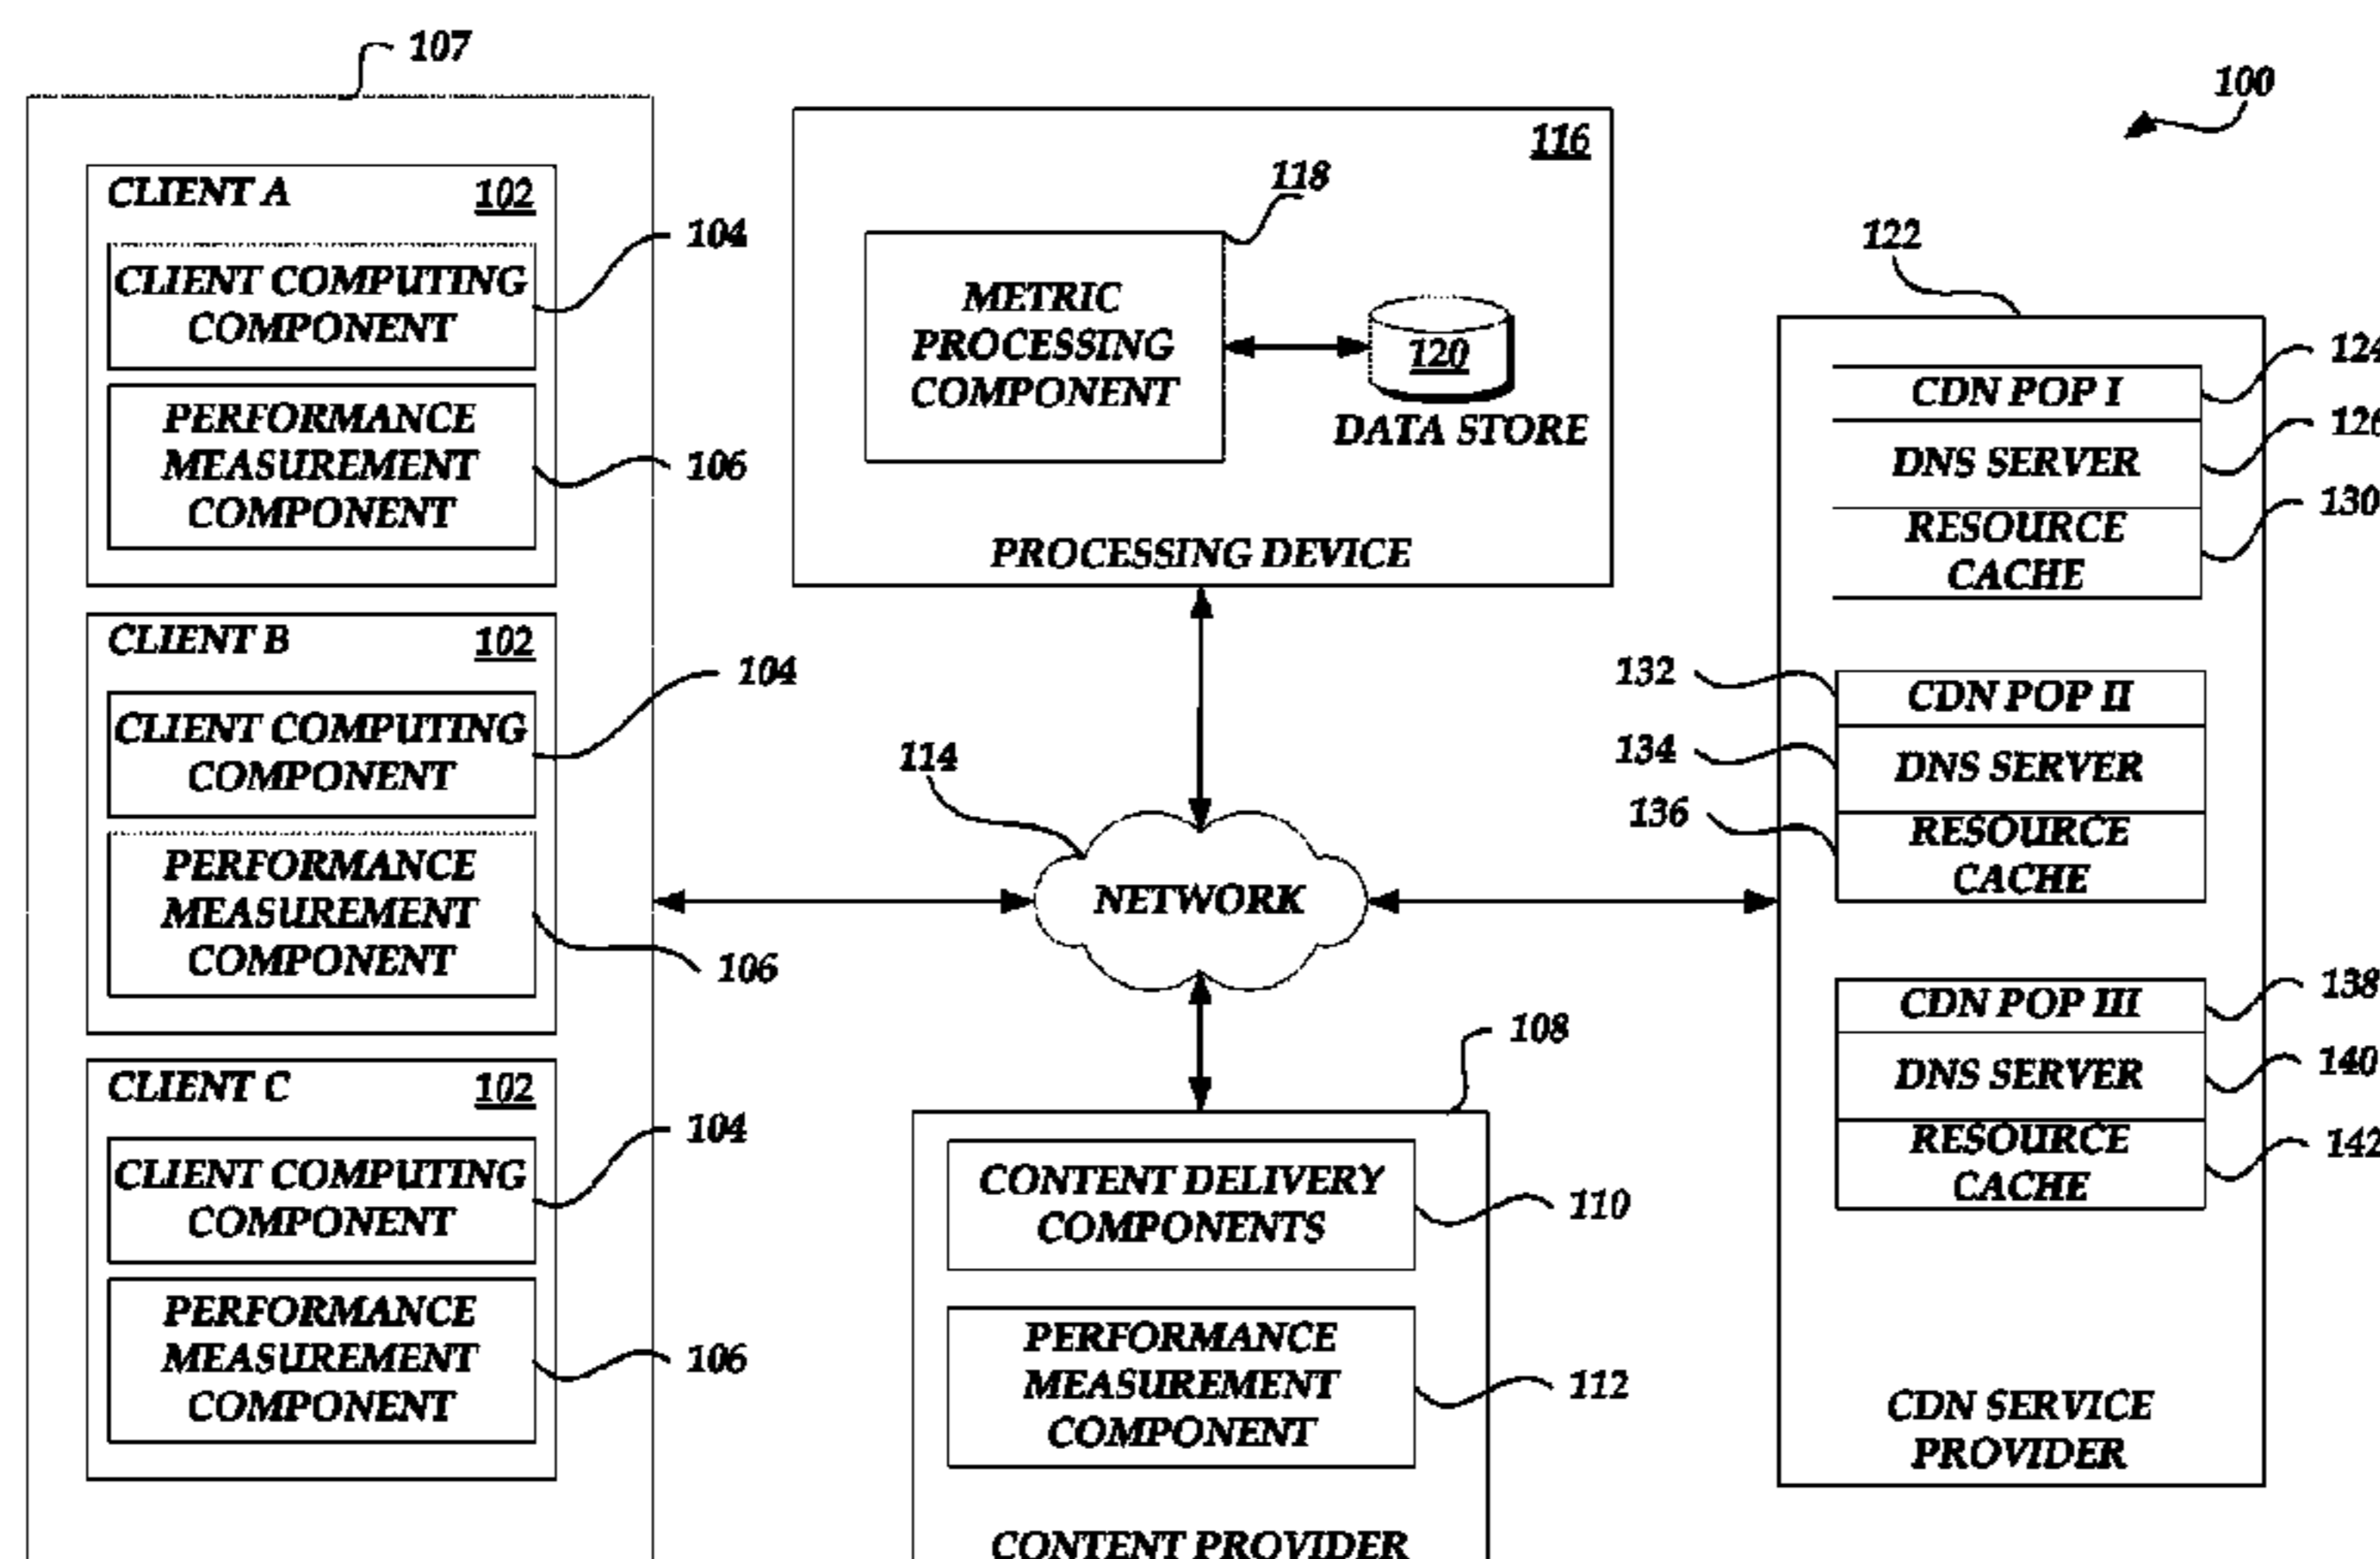 107
CLIENT A 102
CLIENT COMPUTING
COMPONENT
104
PERFORMANCE
MEASUREMENT
COMPONENT
106
CLIENT B 102
CLIENT COMPUTING
COMPONENT
104
PERFORMANCE
MEASUREMENT
COMPONENT
106
CLIENT C 102
CLIENT COMPUTING
COMPONENT
104
PERFORMANCE
MEASUREMENT
COMPONENT
106
116
118
METRIC
PROCESSING
COMPONENT
120
DATA STORE
PROCESSING DEVICE
114
NETWORK
108
CONTENT DELIVERY
COMPONENTS
110
PERFORMANCE
MEASUREMENT
COMPONENT
112
CONTENT PROVIDER
100
122
CDN POP I
124
DNS SERVER
126
RESOURCE
CACHE
130
132
CDN POP II
134
DNS SERVER
136
RESOURCE
CACHE
CDN POP III
138
DNS SERVER
140
RESOURCE
CACHE
142
CDN SERVICE
PROVIDER